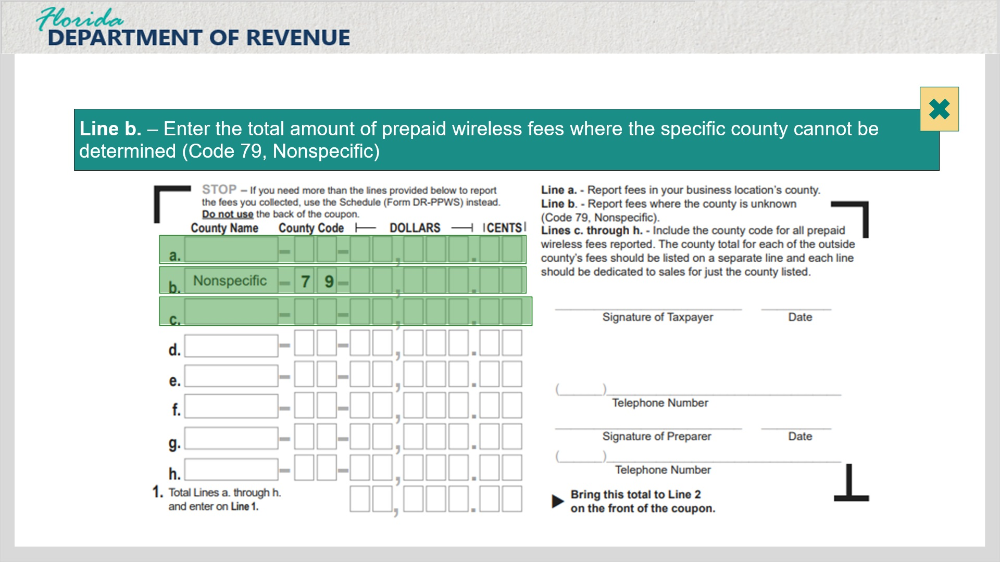 Florida
DEPARTMENT OF REVENUE
Line b. – Enter the total amount of prepaid wireless fees where the specific county cannot be
determined (Code 79, Nonspecific)
STOP – If you need more than the lines provided below to report
the fees you collected, use the Schedule (Form DR-PPWS) instead.
Do not use the back of the coupon.
County Name County Code DOLLARS CENTS
a.
b. Nonspecific – 7 9 –
c.
d.
e.
f.
g.
h.
1. Total Lines a. through h.
and enter on Line 1.
Line a. - Report fees in your business location's county.
Line b. - Report fees where the county is unknown
(Code 79, Nonspecific).
Lines c. through h. - Include the county code for all prepaid
wireless fees reported. The county total for each of the outside
county's fees should be listed on a separate line and each line
should be dedicated to sales for just the county listed.
Signature of Taxpayer Date
(______)
Telephone Number
Signature of Preparer Date
(______)
Telephone Number
Bring this total to Line 2
on the front of the coupon.